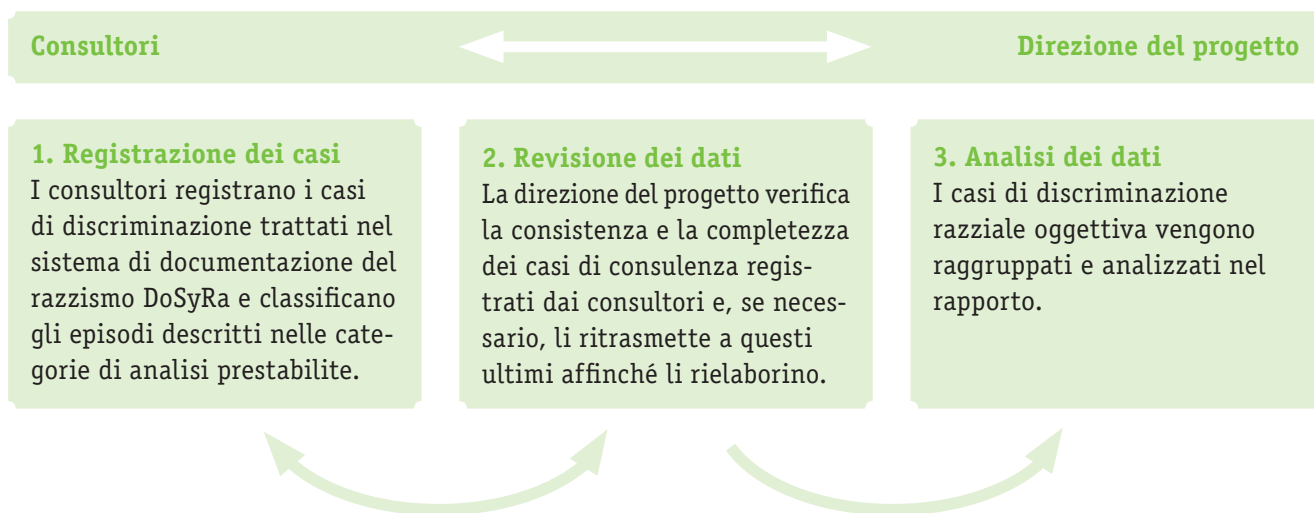 Consultori
Direzione del progetto
1. Registrazione dei casi
I consultori registrano i casi
di discriminazione trattati nel
sistema di documentazione del
razzismo DoSyRa e classificano
gli episodi descritti nelle cate-
gorie di analisi prestabilite.
2. Revisione dei dati
La direzione del progetto verifica
la consistenza e la completezza
dei casi di consulenza regis-
trati dai consultori e, se neces-
sario, li ritrasmette a questi
ultimi affinché li rielaborino.
3. Analisi dei dati
I casi di discriminazione
razziale oggettiva vengono
raggruppati e analizzati nel
rapporto.